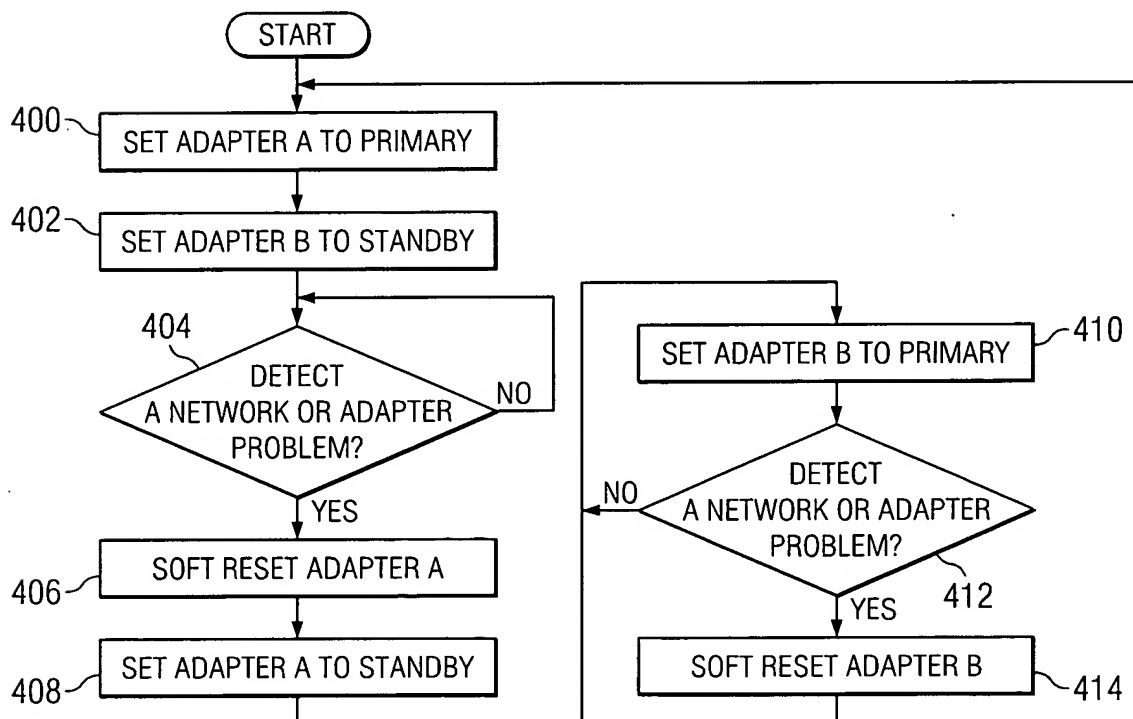 START
400
SET ADAPTER A TO PRIMARY
402
SET ADAPTER B TO STANDBY
404
DETECT
A NETWORK OR ADAPTER
PROBLEM?
NO
YES
406
SOFT RESET ADAPTER A
408
SET ADAPTER A TO STANDBY
410
SET ADAPTER B TO PRIMARY
DETECT
A NETWORK OR ADAPTER
PROBLEM?
NO
412
YES
SOFT RESET ADAPTER B
414